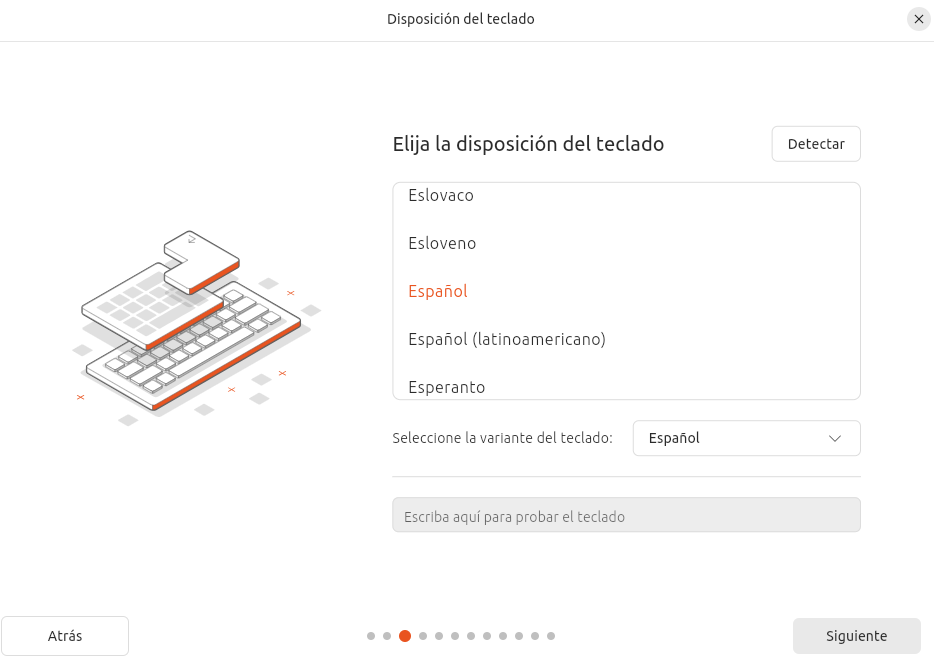 Disposición del teclado
Elija la disposición del teclado
Detectar
Eslovaco
Esloveno
Español
Español (latinoamericano)
Esperanto
Seleccione la variante del teclado:
Español
Escriba aquí para probar el teclado
Atrás
Siguiente